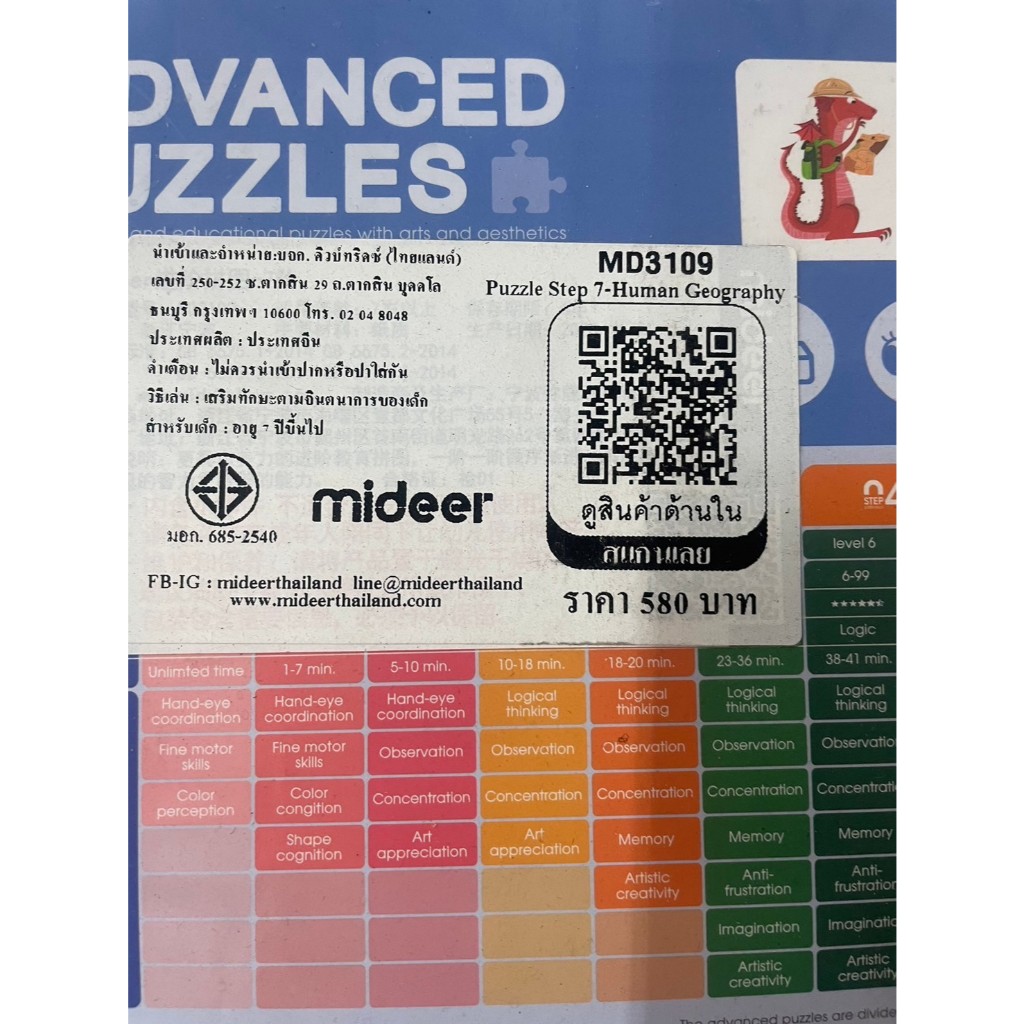 DVANCED
UZZLES
and educational puzzles with arts and aesthetics
นำเข้าและจำหน่าย:บจก. คิวบ์ทริดซ์ (ไทยแลนด์)
เลขที่ 250-252 ซ.ตากสิน 29 ถ.ตากสิน บุคคโล
ธนบุรี กรุงเทพฯ 10600 โทร. 02 04 8048
ประเทศผลิต : ประเทศจีน
คำเตือน : ไม่ควรนำเข้าปากหรือปาใส่กัน
วิธีเล่น : เสริมทักษะตามจินตนาการของเด็ก
สำหรับเด็ก : อายุ 7 ปีขึ้นไป
มอก. 685-2540
mideer
FB-IG : mideerthailand line@mideerthailand
www.mideerthailand.com
MD3109
Puzzle Step 7-Human Geography
ดูสินค้าด้านใน
สแกนเลย
ราคา 580 บาท
STEP
level 6
6-99
Logic
Unlimted time 1-7 min. 5-10 min. 10-18 min. 18-20 min. 23-36 min. 38-41 min.
Hand-eye coordination Hand-eye coordination Hand-eye coordination Logical thinking Logical thinking Logical thinking Logical thinking
Fine motor skills Fine motor skills Observation Observation Observation Observation Observatio
Color perception Color congition Concentration Concentration Concentration Concentration Concentrati
Shape cognition Art appreciation Art appreciation Memory Memory Memory
Artistic creativity Anti-frustration Anti-frustration
Imagination Imaginatic
Artistic creativity Artistic creativity
The advanced puzzles are divide